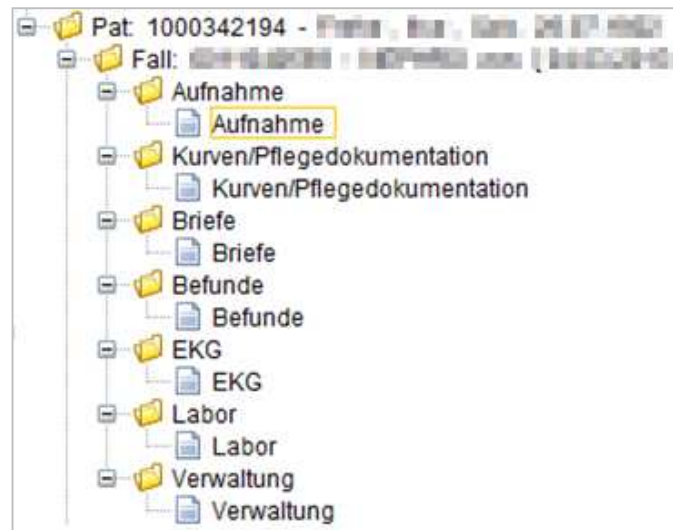 Pat: 1000342194 -
Fall:
Aufnahme
Aufnahme
Kurven/Pflegedokumentation
Kurven/Pflegedokumentation
Briefe
Briefe
Befunde
Befunde
EKG
EKG
Labor
Labor
Verwaltung
Verwaltung